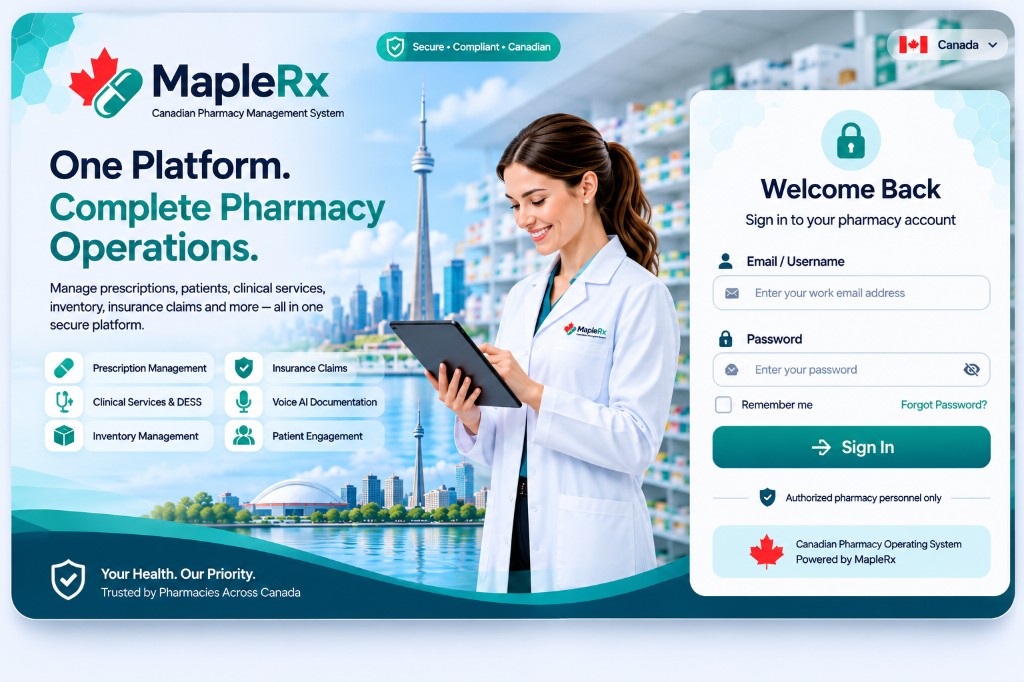 Secure • Compliant • Canadian
Canada
MapleRx
Canadian Pharmacy Management System
One Platform.
Complete Pharmacy
Operations.
Manage prescriptions, patients, clinical services,
inventory, insurance claims and more — all in one
secure platform.
Prescription Management
Insurance Claims
Clinical Services & DESS
Voice AI Documentation
Inventory Management
Patient Engagement
Your Health. Our Priority.
Trusted by Pharmacies Across Canada
MapleRx
Welcome Back
Sign in to your pharmacy account
Email / Username
Enter your work email address
Password
Enter your password
Remember me
Forgot Password?
Sign In
Authorized pharmacy personnel only
Canadian Pharmacy Operating System
Powered by MapleRx